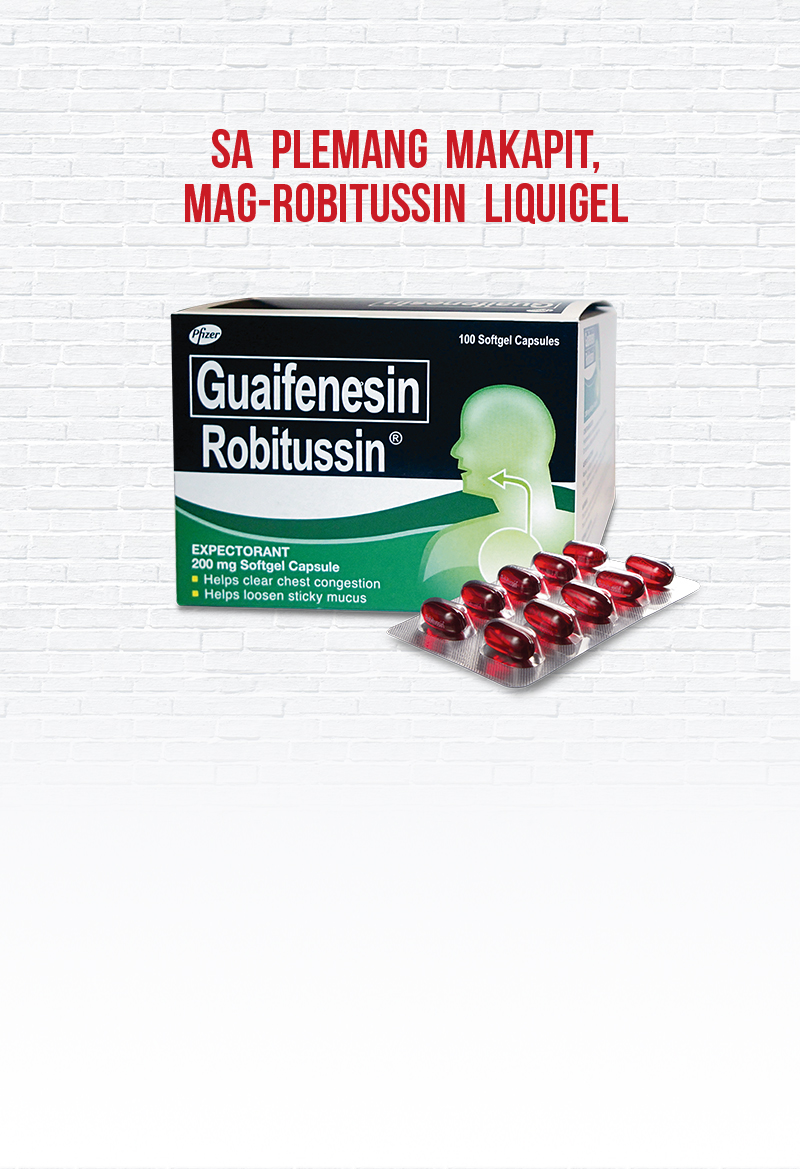 SA PLEMANG MAKAPIT,
MAG-ROBITUSSIN LIQUIGEL
Pfizer
100 Softgel Capsules
Guaifenesin
Robitussin®
EXPECTORANT
200 mg Softgel Capsule
Helps clear chest congestion
Helps loosen sticky mucus
Guaifenesin